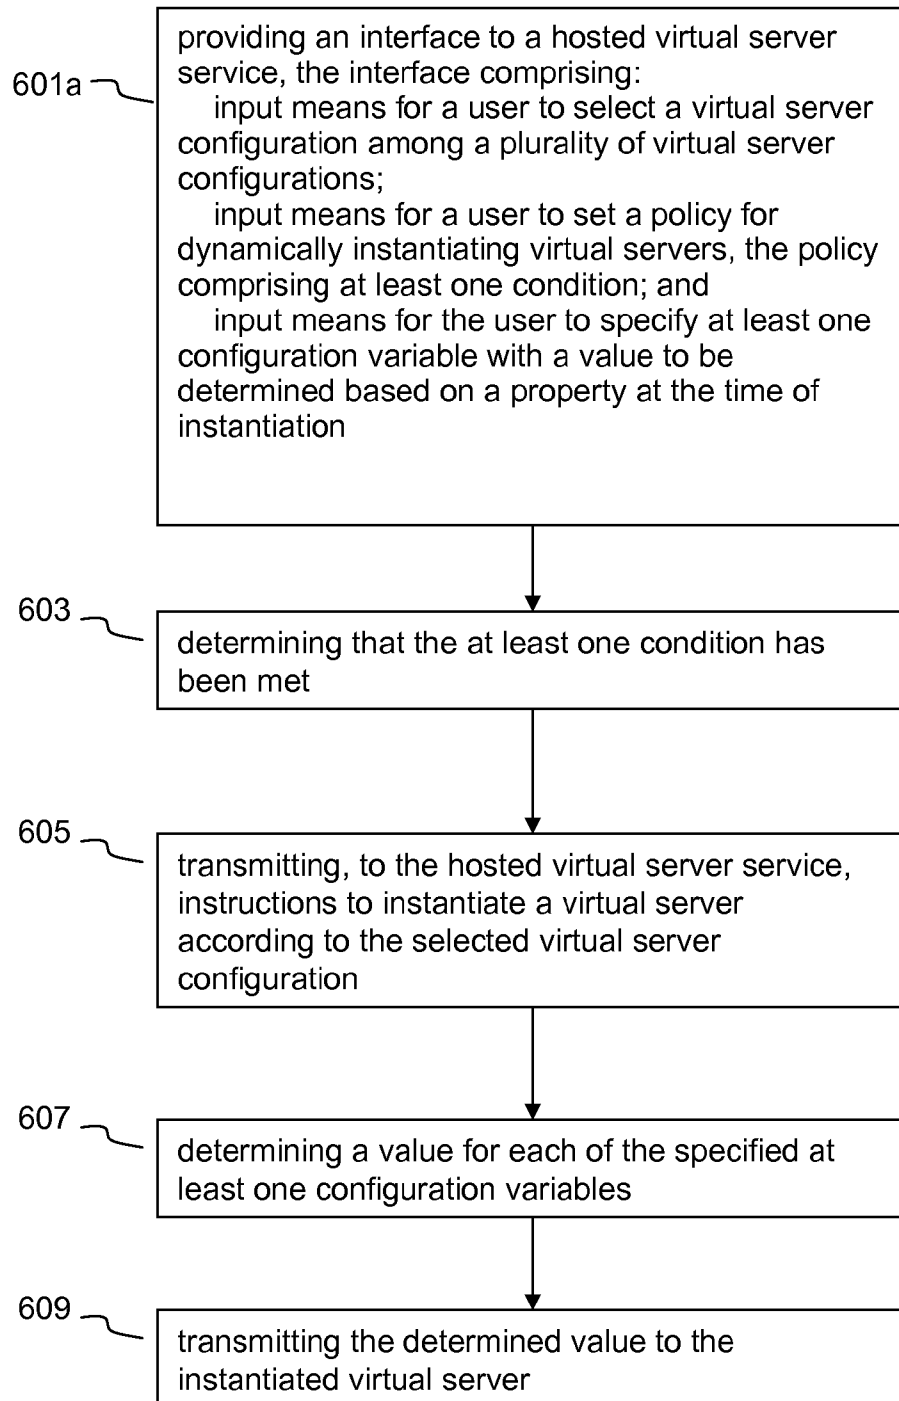 601a
providing an interface to a hosted virtual server
service, the interface comprising:
input means for a user to select a virtual server
configuration among a plurality of virtual server
configurations;
input means for a user to set a policy for
dynamically instantiating virtual servers, the policy
comprising at least one condition; and
input means for the user to specify at least one
configuration variable with a value to be
determined based on a property at the time of
instantiation
603
determining that the at least one condition has
been met
605
transmitting, to the hosted virtual server service,
instructions to instantiate a virtual server
according to the selected virtual server
configuration
607
determining a value for each of the specified at
least one configuration variables
609
transmitting the determined value to the
instantiated virtual server